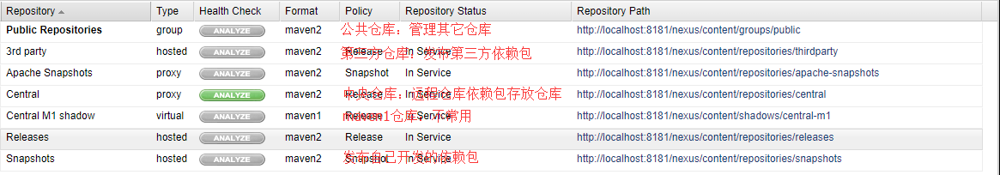 Repository Type Health Check Format Policy Repository Status Repository Path
Public Repositories group ANALYZE maven2 公共仓库：管理其它仓库 http://localhost:8181/nexus/content/groups/public
3rd party hosted ANALYZE maven2 Release In Service 第三方仓库：发布第三方依赖包 http://localhost:8181/nexus/content/repositories/thirdparty
Apache Snapshots proxy ANALYZE maven2 Snapshot In Service http://localhost:8181/nexus/content/repositories/apache-snapshots
Central proxy ANALYZE maven2 Release In Service 中央仓库：远程仓库依赖包存放仓库 http://localhost:8181/nexus/content/repositories/central
Central M1 shadow virtual ANALYZE maven1 Release In Service maven1仓库：不常用 http://localhost:8181/nexus/content/shadows/central-m1
Releases hosted ANALYZE maven2 Release In Service http://localhost:8181/nexus/content/repositories/releases
Snapshots hosted ANALYZE maven2 Snapshot In Service 发布自己开发的依赖包 http://localhost:8181/nexus/content/repositories/snapshots